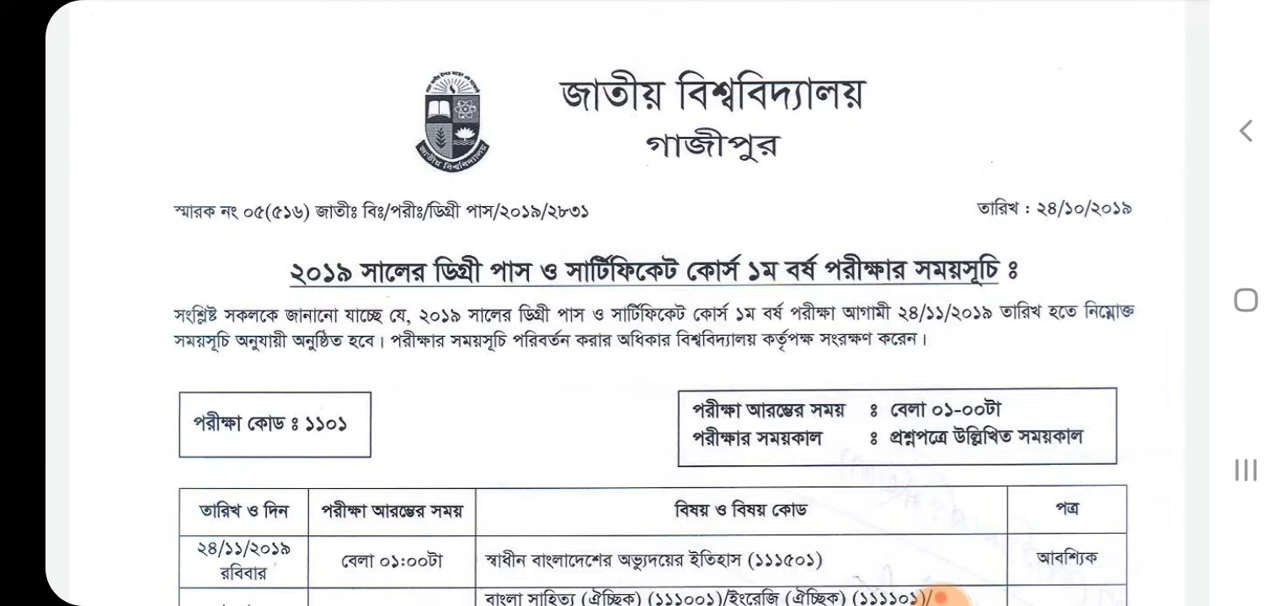 জাতীয় বিশ্ববিদ্যালয়
গাজীপুর
জাতীয় বিশ্ববিদ্যালয়
স্মারক নং ০৫(৫১৬) জাতীঃ বিঃ/পরীঃ/ডিগ্রী পাস/২০১৯/২৮৩১
তারিখ : ২৪/১০/২০১৯
২০১৯ সালের ডিগ্রী পাস ও সার্টিফিকেট কোর্স ১ম বর্ষ পরীক্ষার সময়সূচি ঃ
সংশ্লিষ্ট সকলকে জানানো যাচ্ছে যে, ২০১৯ সালের ডিগ্রী পাস ও সার্টিফিকেট কোর্স ১ম বর্ষ পরীক্ষা আগামী ২৪/১১/২০১৯ তারিখ হতে নিম্নোক্ত
সময়সূচি অনুযায়ী অনুষ্ঠিত হবে। পরীক্ষার সময়সূচি পরিবর্তন করার অধিকার বিশ্ববিদ্যালয় কর্তৃপক্ষ সংরক্ষণ করেন।
পরীক্ষা কোড ঃ ১১০১
পরীক্ষা আরম্ভের সময় ঃ বেলা ০১-০০টা
পরীক্ষার সময়কাল ঃ প্রশ্নপত্রে উল্লিখিত সময়কাল
তারিখ ও দিন পরীক্ষা আরম্ভের সময় বিষয় ও বিষয় কোড পত্র
২৪/১১/২০১৯
রবিবার
বেলা ০১:০০টা স্বাধীন বাংলাদেশের অভ্যুদয়ের ইতিহাস (১১১৫০১) আবশ্যিক
বাংলা সাহিত্য (ঐচ্ছিক) (১১১০০১)/ইংরেজি (ঐচ্ছিক) (১১১১০১)/